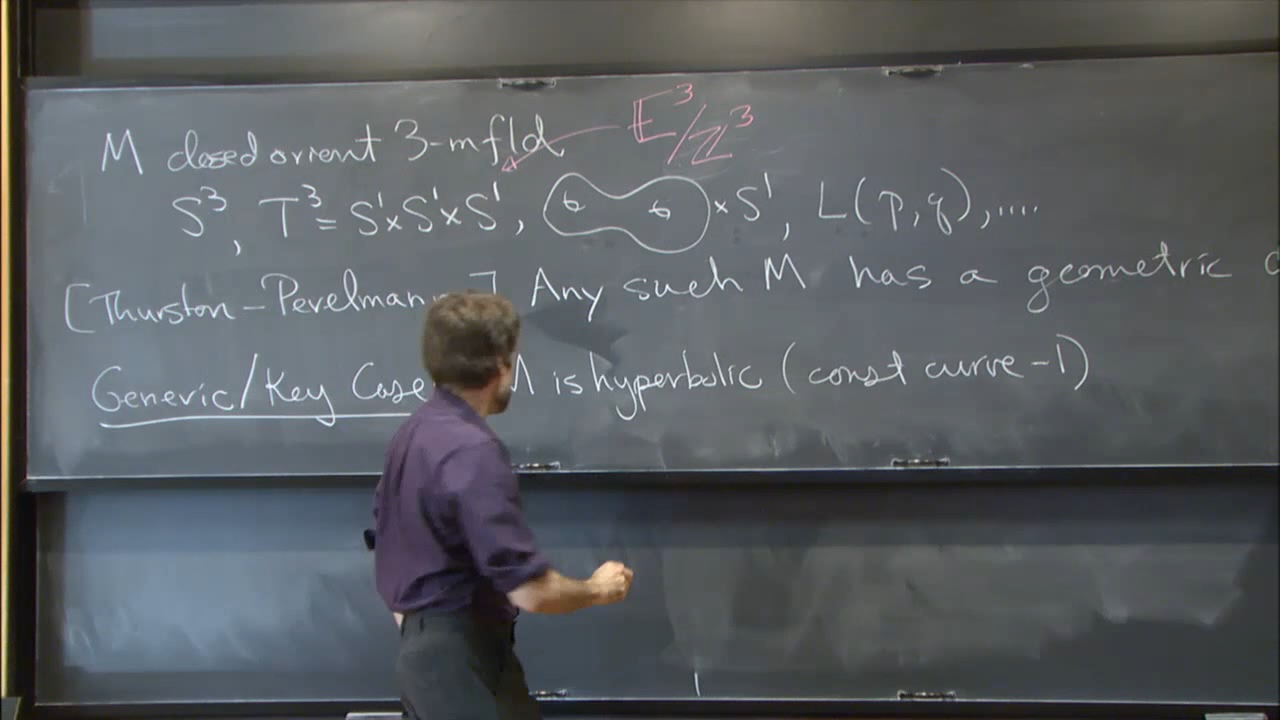 M closed orient 3-mfld E³/Z³
S³, T³ = S¹×S¹×S¹, ×S¹, L(p,q), ....
[Thurston-Perelman ] Any such M has a geometric
Generic/Key Case M is hyperbolic (const curve -1)